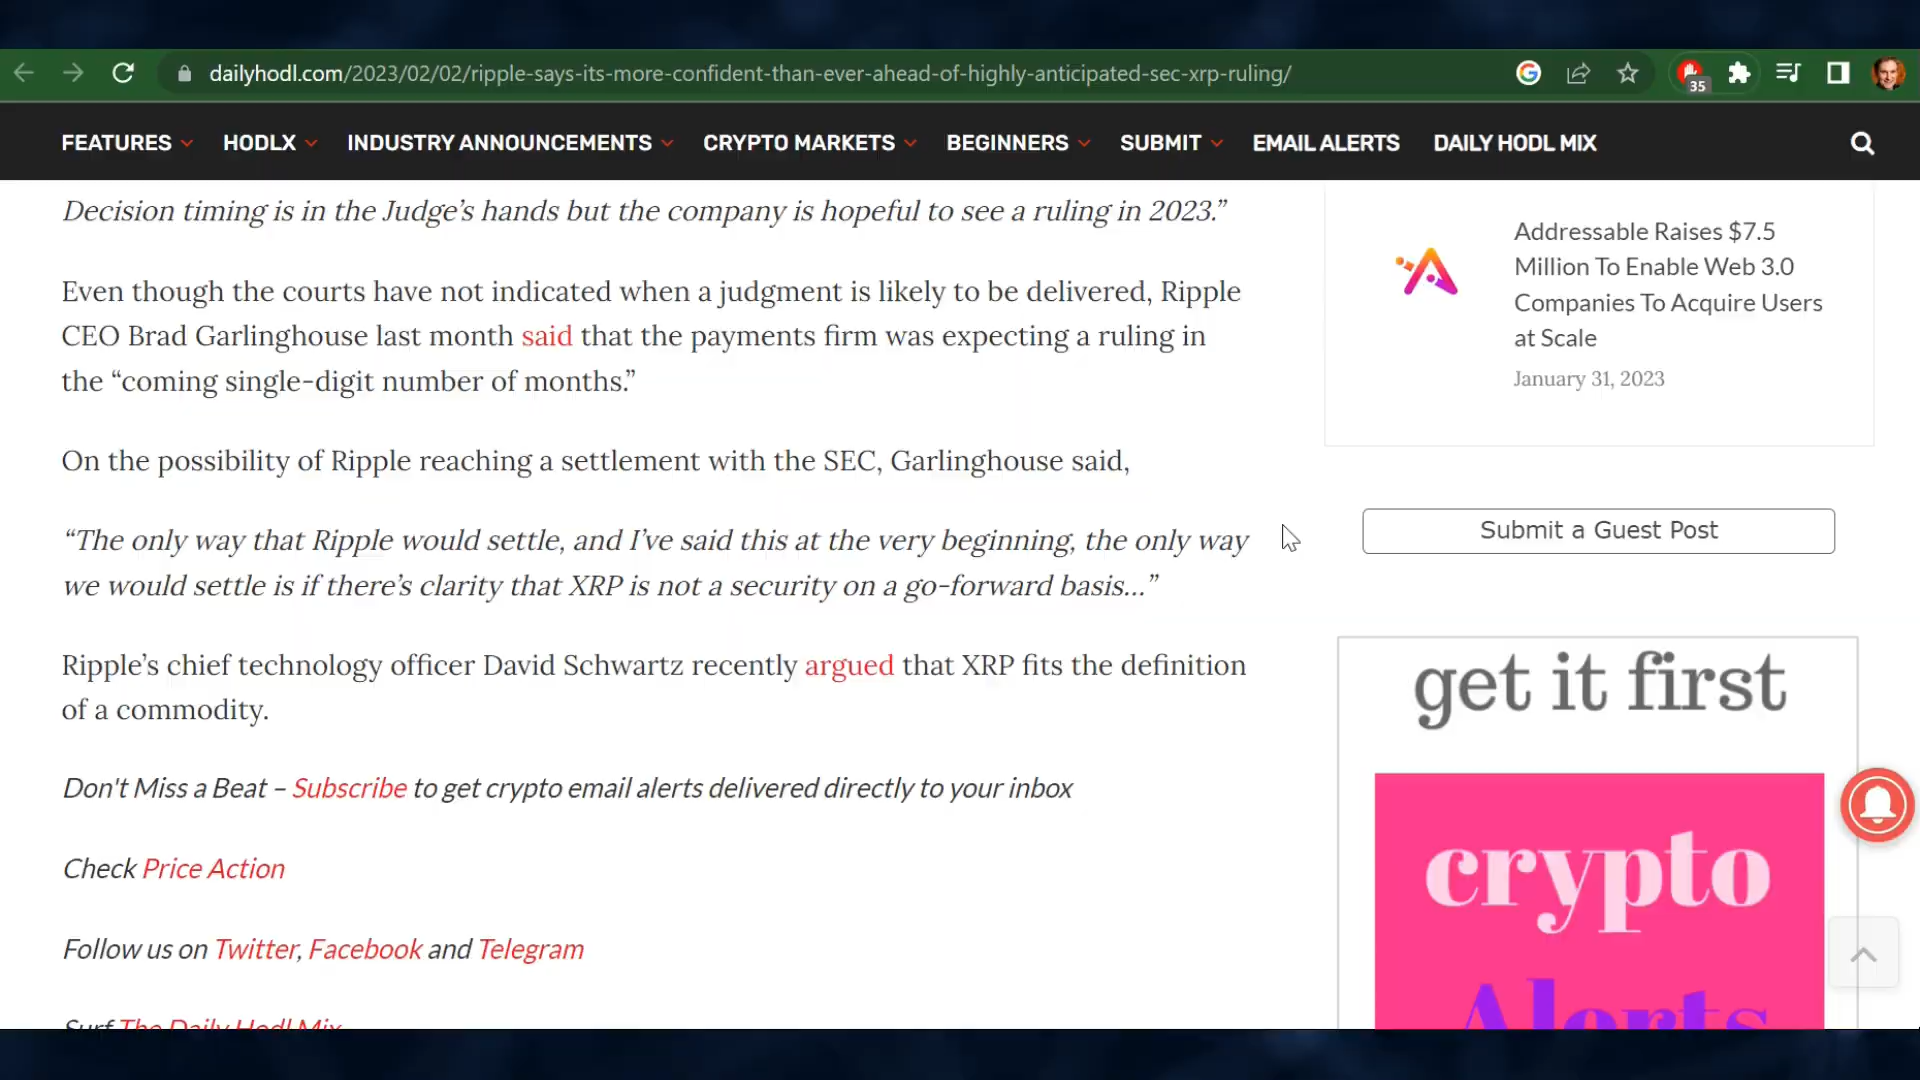 dailyhodl.com/2023/02/02/ripple-says-its-more-confident-than-ever-ahead-of-highly-anticipated-sec-xrp-ruling/
35
FEATURES HODLX INDUSTRY ANNOUNCEMENTS CRYPTO MARKETS BEGINNERS SUBMIT EMAIL ALERTS DAILY HODL MIX
Decision timing is in the Judge’s hands but the company is hopeful to see a ruling in 2023.”
Even though the courts have not indicated when a judgment is likely to be delivered, Ripple
CEO Brad Garlinghouse last month said that the payments firm was expecting a ruling in
the “coming single-digit number of months.”
On the possibility of Ripple reaching a settlement with the SEC, Garlinghouse said,
“The only way that Ripple would settle, and I’ve said this at the very beginning, the only way
we would settle is if there’s clarity that XRP is not a security on a go-forward basis…”
Ripple’s chief technology officer David Schwartz recently argued that XRP fits the definition
of a commodity.
Don't Miss a Beat – Subscribe to get crypto email alerts delivered directly to your inbox
Check Price Action
Follow us on Twitter, Facebook and Telegram
Surf The Daily Hodl Mix
Addressable Raises $7.5
Million To Enable Web 3.0
Companies To Acquire Users
at Scale
January 31, 2023
Submit a Guest Post
get it first
crypto
Alerts